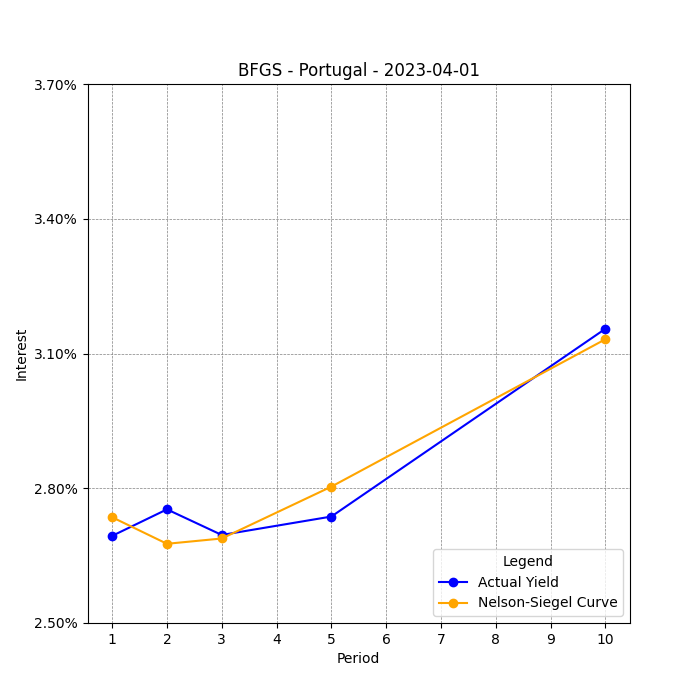 BFGS - Portugal - 2023-04-01
3.70%
3.40%
3.10%
2.80%
2.50%
Interest
1 2 3 4 5 6 7 8 9 10
Period
Legend
Actual Yield
Nelson-Siegel Curve